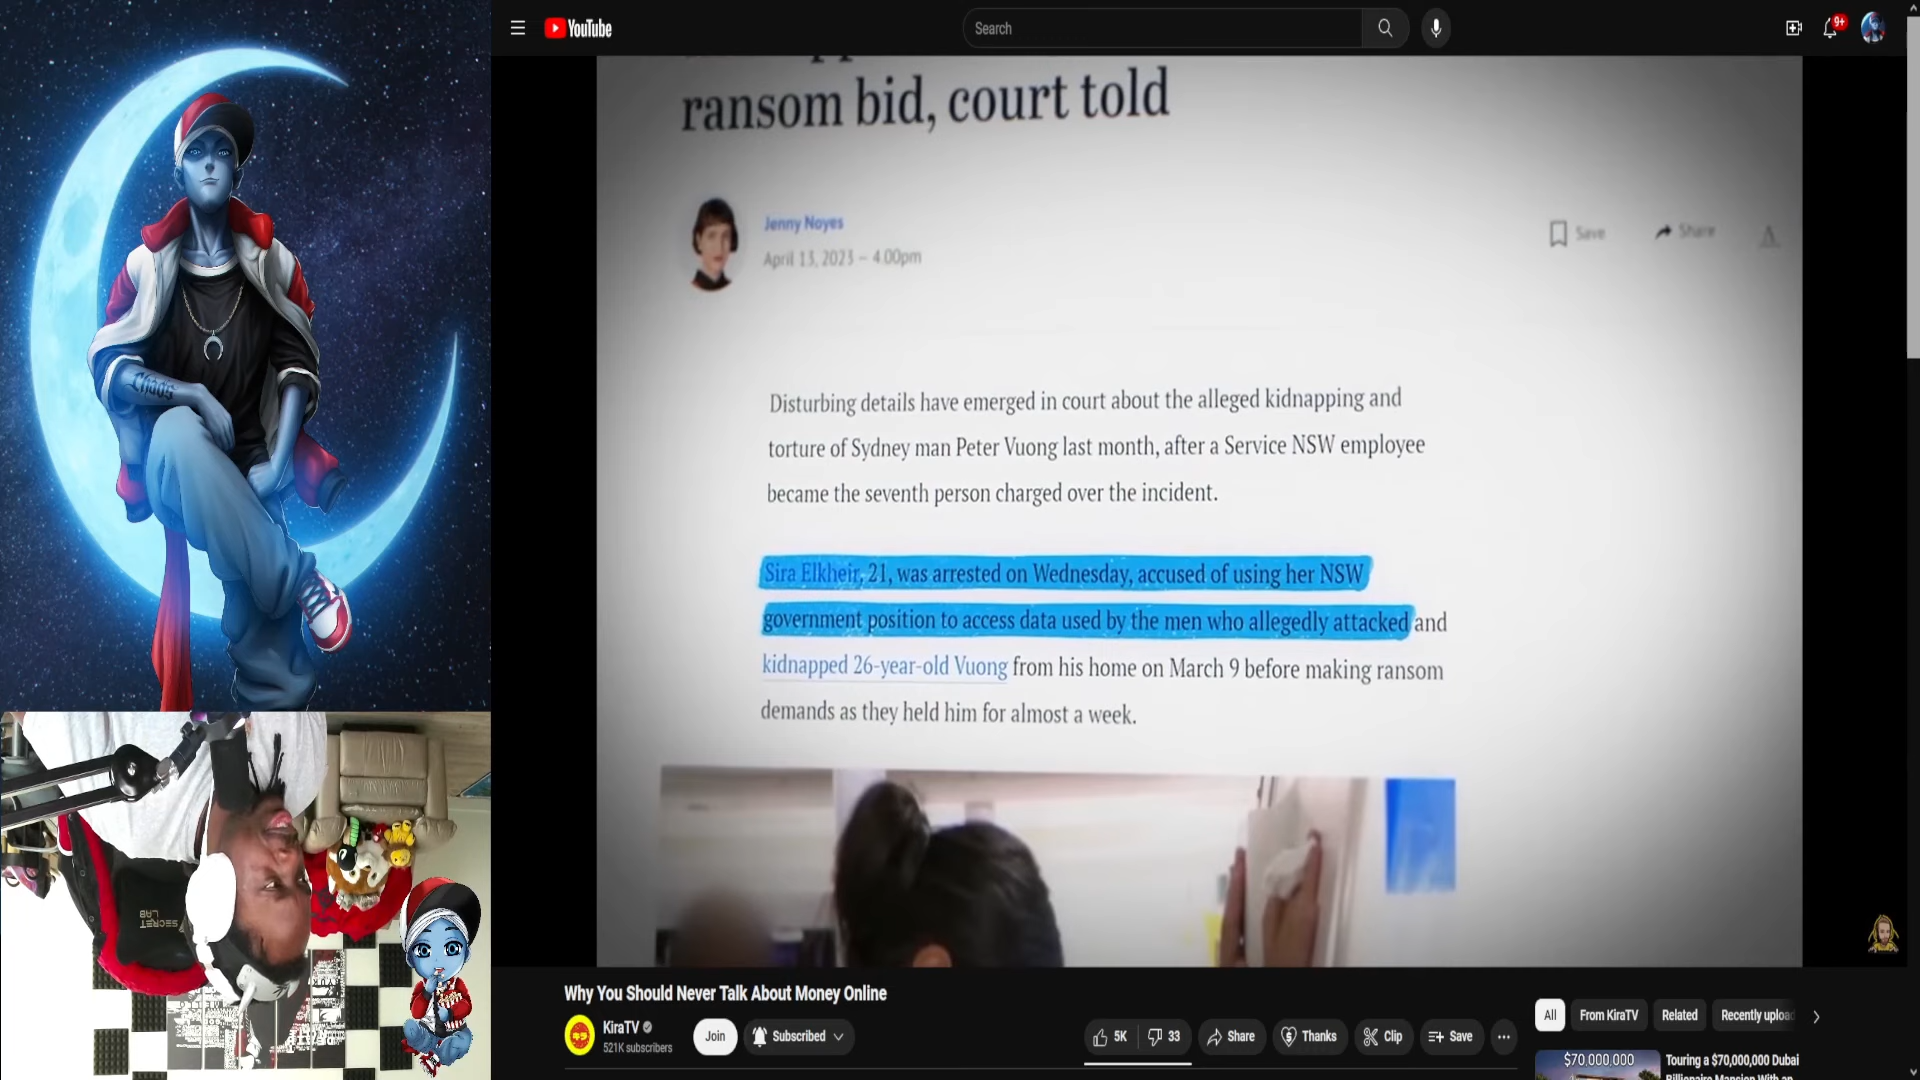 YouTube
Search
9+
ransom bid, court told
Jenny Noyes
April 13, 2023 – 4.00pm
Save
Share
A
Disturbing details have emerged in court about the alleged kidnapping and
torture of Sydney man Peter Vuong last month, after a Service NSW employee
became the seventh person charged over the incident.
Sira Elkheir, 21, was arrested on Wednesday, accused of using her NSW
government position to access data used by the men who allegedly attacked and
kidnapped 26-year-old Vuong from his home on March 9 before making ransom
demands as they held him for almost a week.
Chaos
SECRET
LAB
Why You Should Never Talk About Money Online
KiraTV
521K subscribers
Join
Subscribed
5K
33
Share
Thanks
Clip
Save
All
From KiraTV
Related
Recently uploa
$70,000,000
Touring a $70,000,000 Dubai